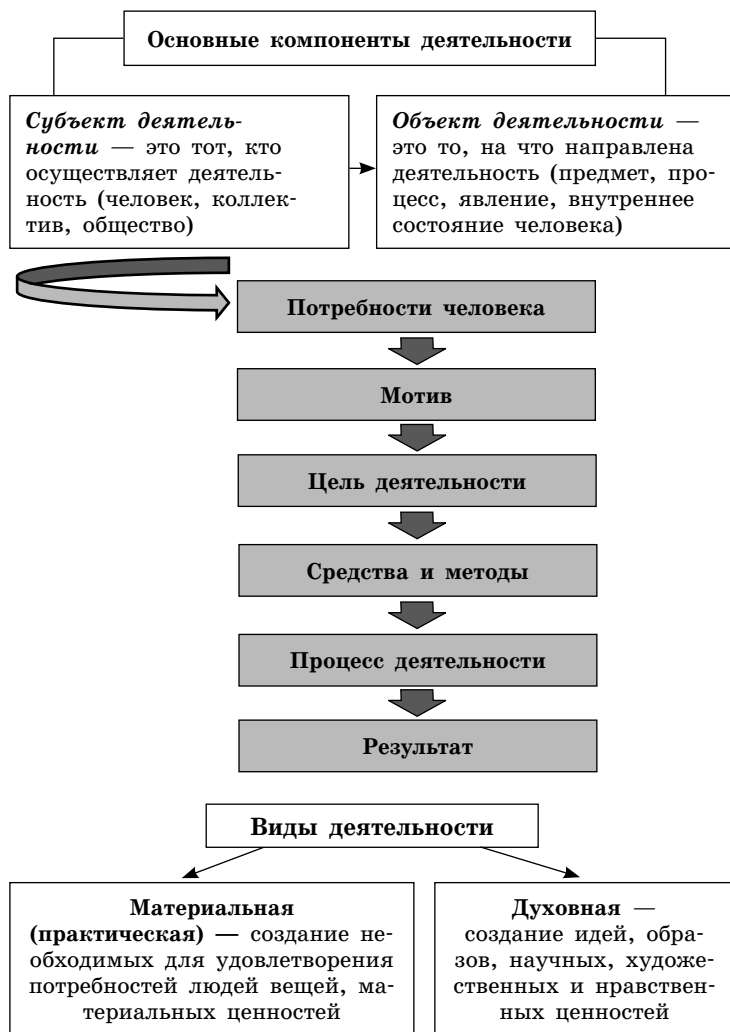 Основные компоненты деятельности
Субъект деятель-
ности — это тот, кто
осуществляет деятель-
ность (человек, коллек-
тив, общество)
Объект деятельности —
это то, на что направлена
деятельность (предмет, про-
цесс, явление, внутреннее
состояние человека)
Потребности человека
Мотив
Цель деятельности
Средства и методы
Процесс деятельности
Результат
Виды деятельности
Материальная
(практическая) — создание не-
обходимых для удовлетворения
потребностей людей вещей, ма-
териальных ценностей
Духовная —
создание идей, обра-
зов, научных, художе-
ственных и нравствен-
ных ценностей